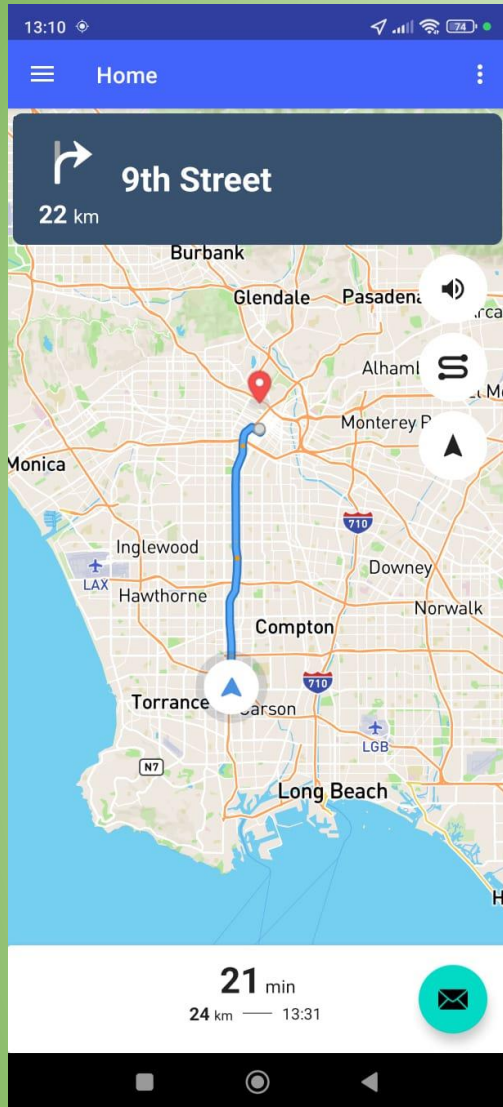 13:10
74
Home
9th Street
22 km
Burbank
Glendale
Pasadena
Alham
Monterey P
Monica
710
Inglewood
LAX
Downey
Hawthorne
Norwalk
Compton
710
Torrance
Carson
LGB
N7
Long Beach
H
21 min
24 km — 13:31